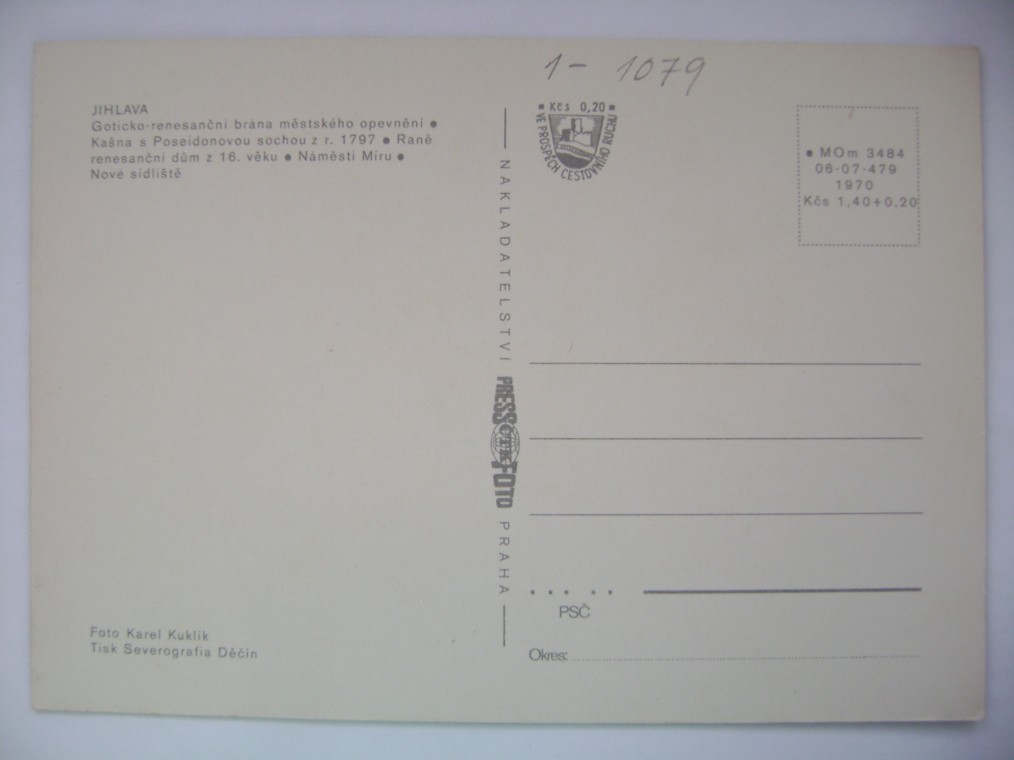 1- 1079
JIHLAVA
Goticko-renesanční brána městského opevnění •
Kašna s Poseidonovou sochou z r. 1797 • Raně
renesanční dům z 16. věku • Náměstí Míru •
Nové sídliště
Kčs 0,20
VE PROSPĚCH CESTOVNÍHO RUCHU
• MOm 3484
06-07-479
1970
Kčs 1,40+0,20
NAKLADATELSTVÍ PRESSFOTO ČTK PRAHA
PSČ
Okres:
Foto Karel Kuklík
Tisk Severografia Děčín